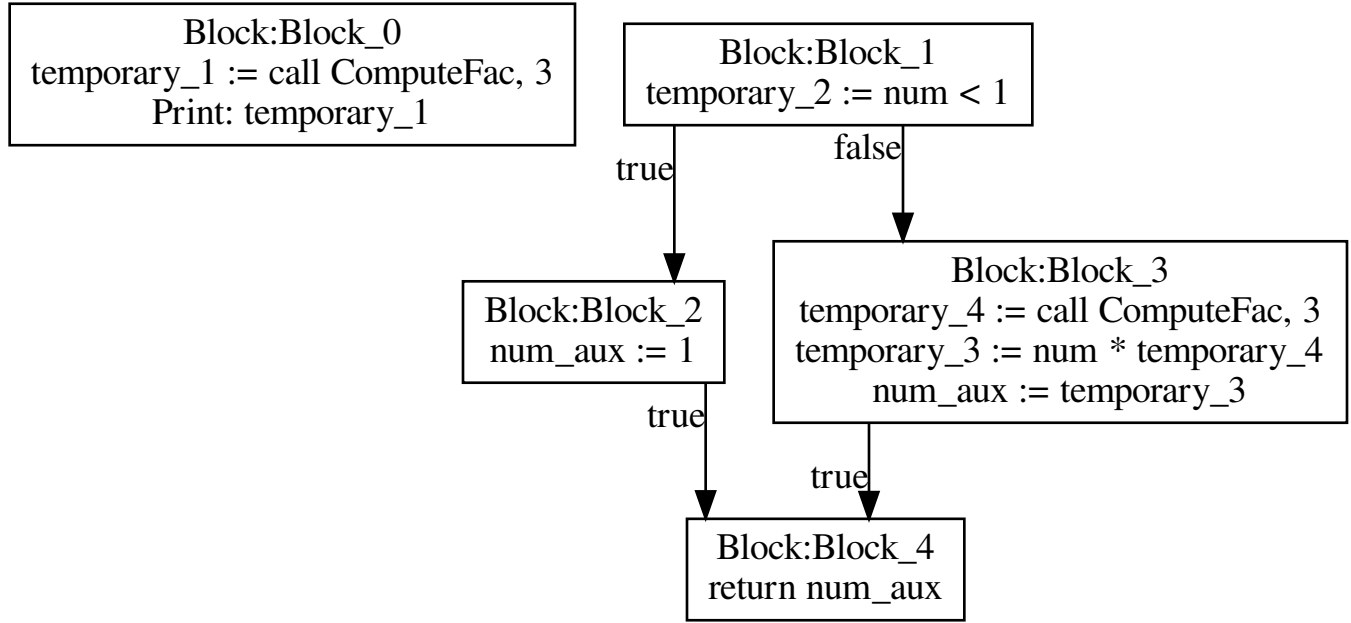 Block:Block_0
temporary_1 := call ComputeFac, 3
Print: temporary_1
Block:Block_1
temporary_2 := num < 1
true
false
Block:Block_2
num_aux := 1
Block:Block_3
temporary_4 := call ComputeFac, 3
temporary_3 := num * temporary_4
num_aux := temporary_3
true
true
Block:Block_4
return num_aux